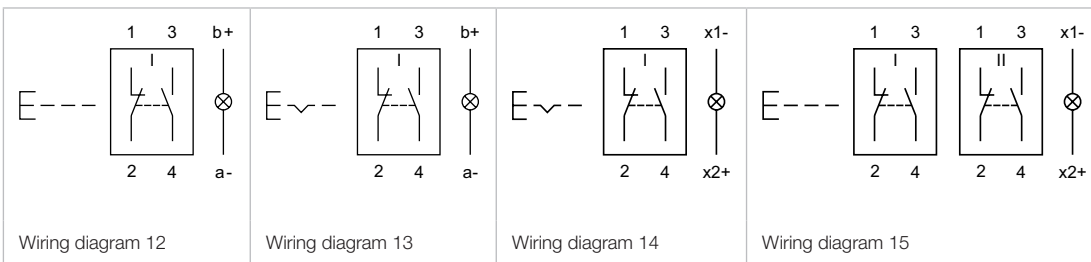 1 3 b+
I
2 4 a-
Wiring diagram 12
1 3 b+
I
2 4 a-
Wiring diagram 13
1 3 x1-
I
2 4 x2+
Wiring diagram 14
1 3 1 3 x1-
I II
2 4 2 4 x2+
Wiring diagram 15